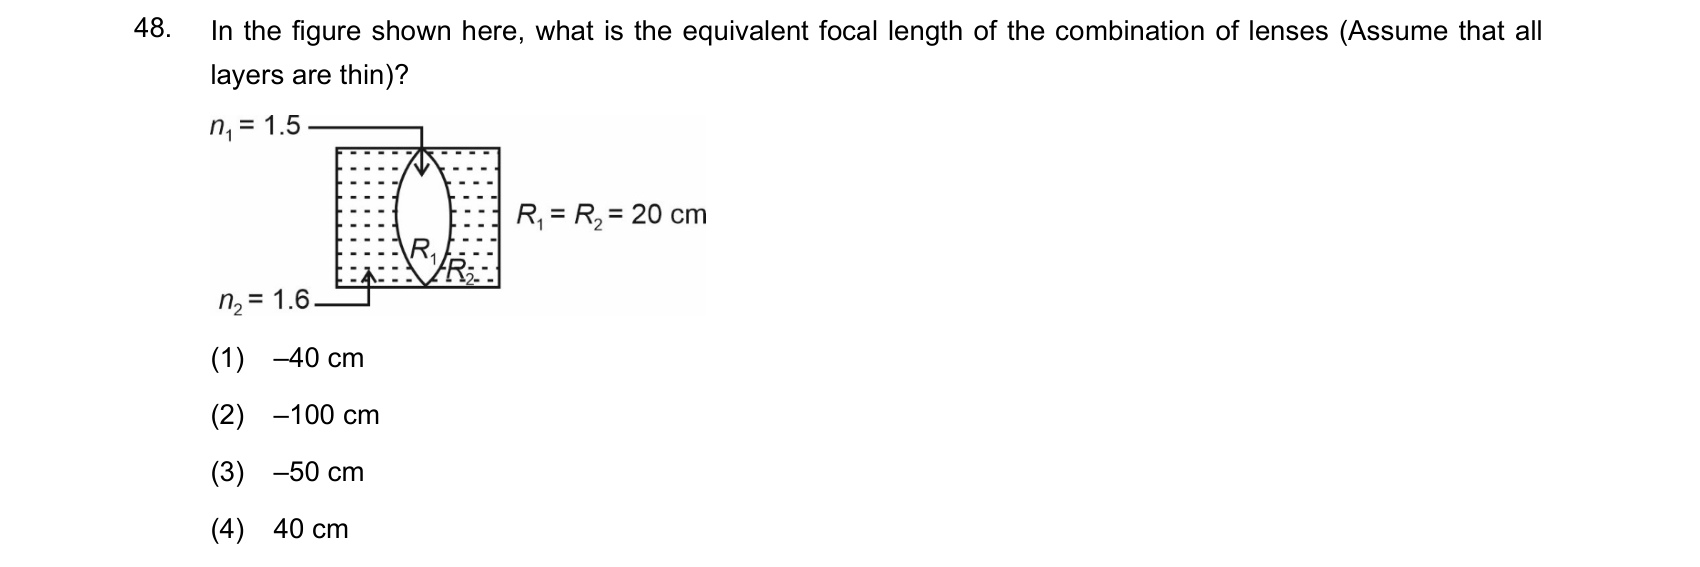 48. In the figure shown here, what is the equivalent focal length of the combination of lenses (Assume that all
layers are thin)?
n₁ = 1.5
R₁ = R₂ = 20 cm
R₁
R₂
n₂ = 1.6
(1) –40 cm
(2) –100 cm
(3) –50 cm
(4) 40 cm